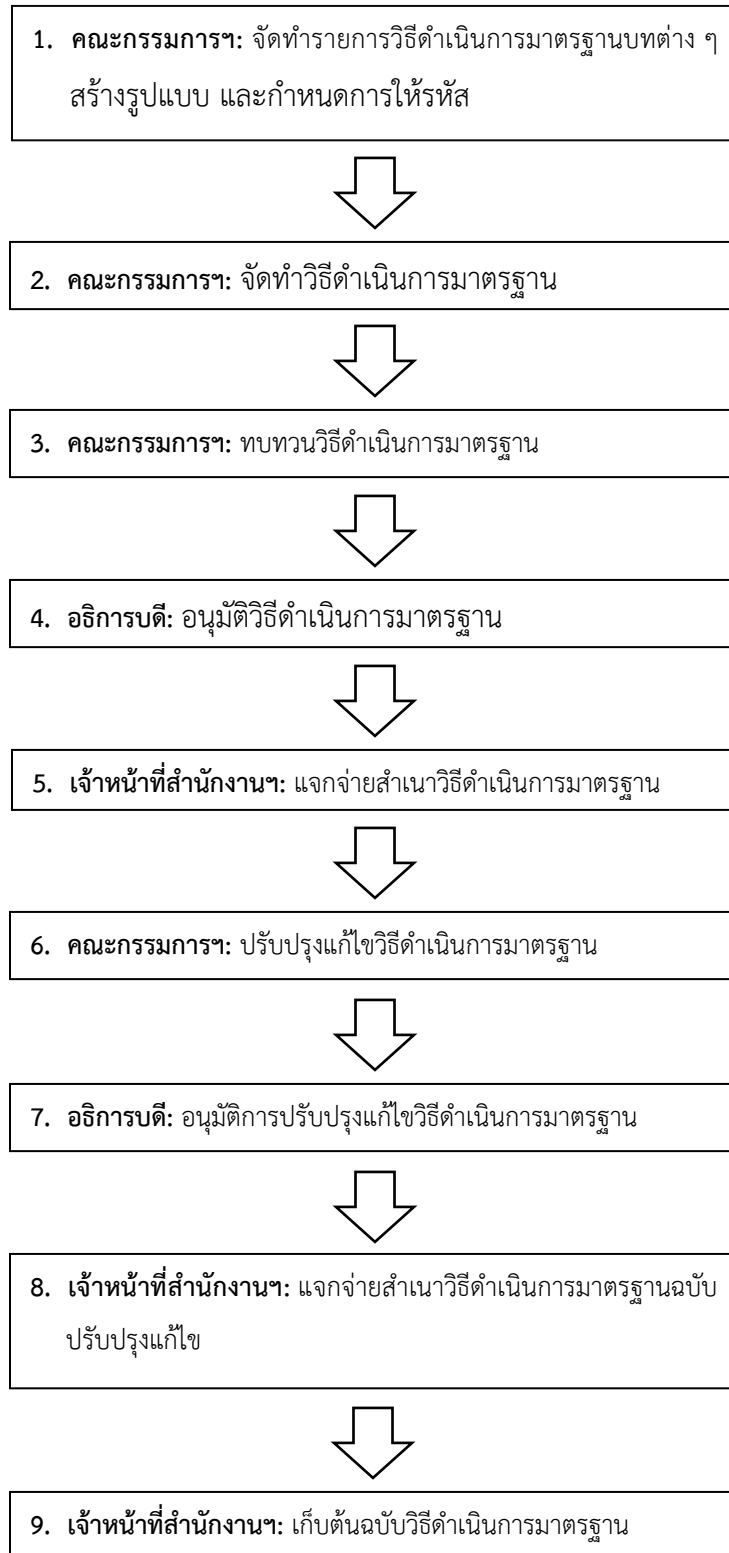 1. คณะกรรมการฯ: จัดทำรายการวิธีดำเนินการมาตรฐานบทต่าง ๆ
สร้างรูปแบบ และกำหนดการให้รหัส
2. คณะกรรมการฯ: จัดทำวิธีดำเนินการมาตรฐาน
3. คณะกรรมการฯ: ทบทวนวิธีดำเนินการมาตรฐาน
4. อธิการบดี: อนุมัติวิธีดำเนินการมาตรฐาน
5. เจ้าหน้าที่สำนักงานฯ: แจกจ่ายสำเนาวิธีดำเนินการมาตรฐาน
6. คณะกรรมการฯ: ปรับปรุงแก้ไขวิธีดำเนินการมาตรฐาน
7. อธิการบดี: อนุมัติการปรับปรุงแก้ไขวิธีดำเนินการมาตรฐาน
8. เจ้าหน้าที่สำนักงานฯ: แจกจ่ายสำเนาวิธีดำเนินการมาตรฐานฉบับ
ปรับปรุงแก้ไข
9. เจ้าหน้าที่สำนักงานฯ: เก็บต้นฉบับวิธีดำเนินการมาตรฐาน